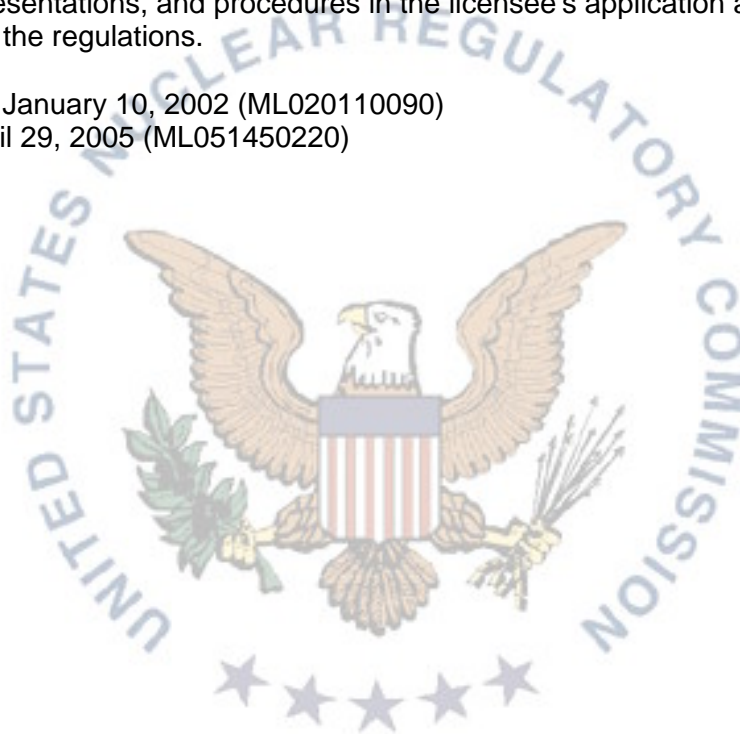 esentations, and procedures in the licensee's application a
the regulations.
January 10, 2002 (ML020110090)
il 29, 2005 (ML051450220)
UNITED STATES NUCLEAR REGULATORY COMMISSION